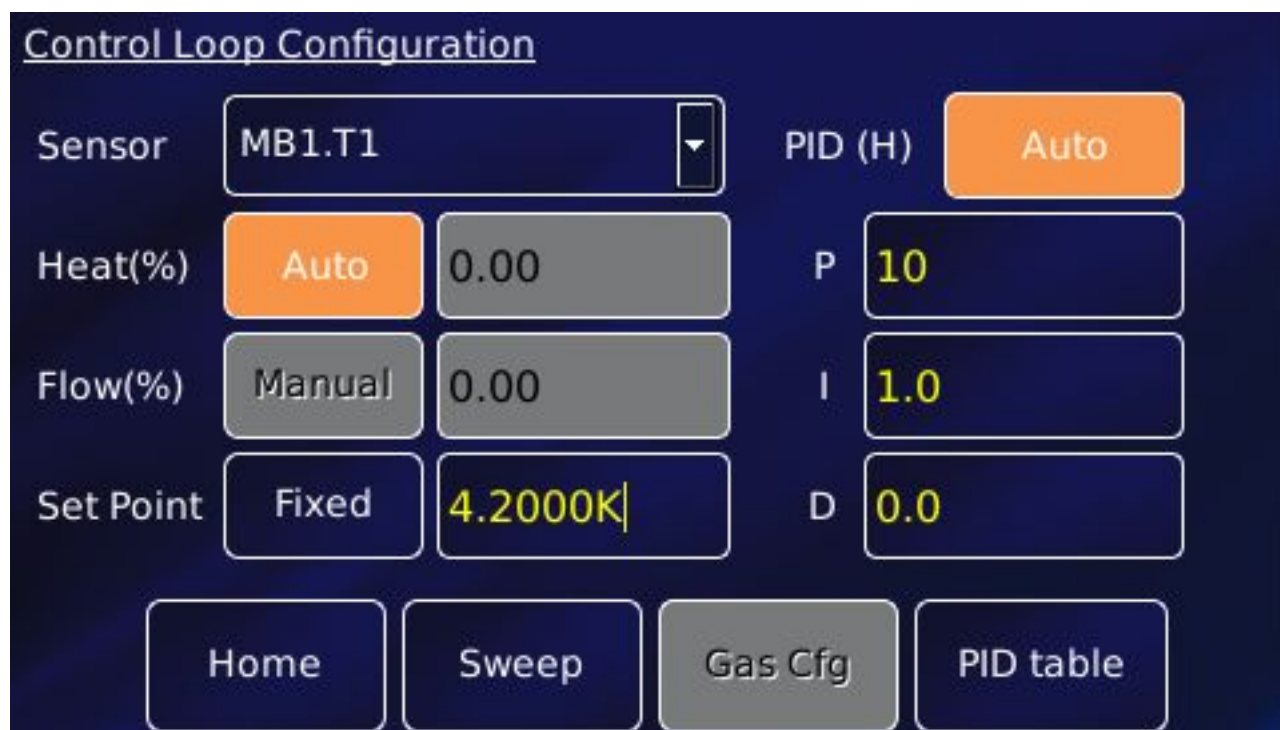 Control Loop Configuration
Sensor MB1.T1 PID (H) Auto
Heat(%) Auto 0.00 P 10
Flow(%) Manual 0.00 I 1.0
Set Point Fixed 4.2000K D 0.0
Home Sweep Gas Cfg PID table